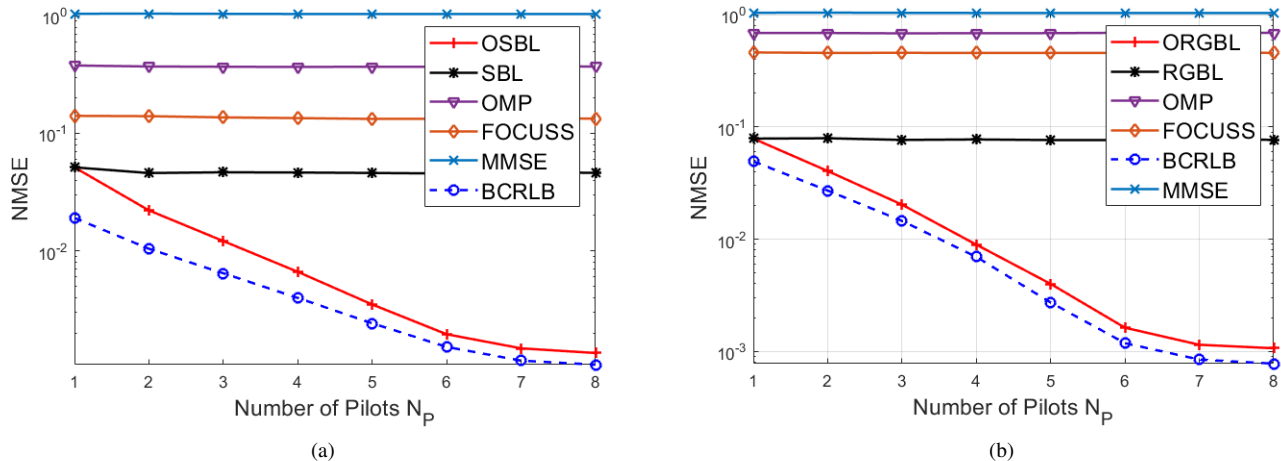 10^0
10^-1
10^-2
NMSE
OSBL
SBL
OMP
FOCUSS
MMSE
BCRLB
1 2 3 4 5 6 7 8
Number of Pilots N_P
(a)
10^0
10^-1
10^-2
10^-3
NMSE
ORGBL
RGBL
OMP
FOCUSS
BCRLB
MMSE
1 2 3 4 5 6 7 8
Number of Pilots N_P
(b)